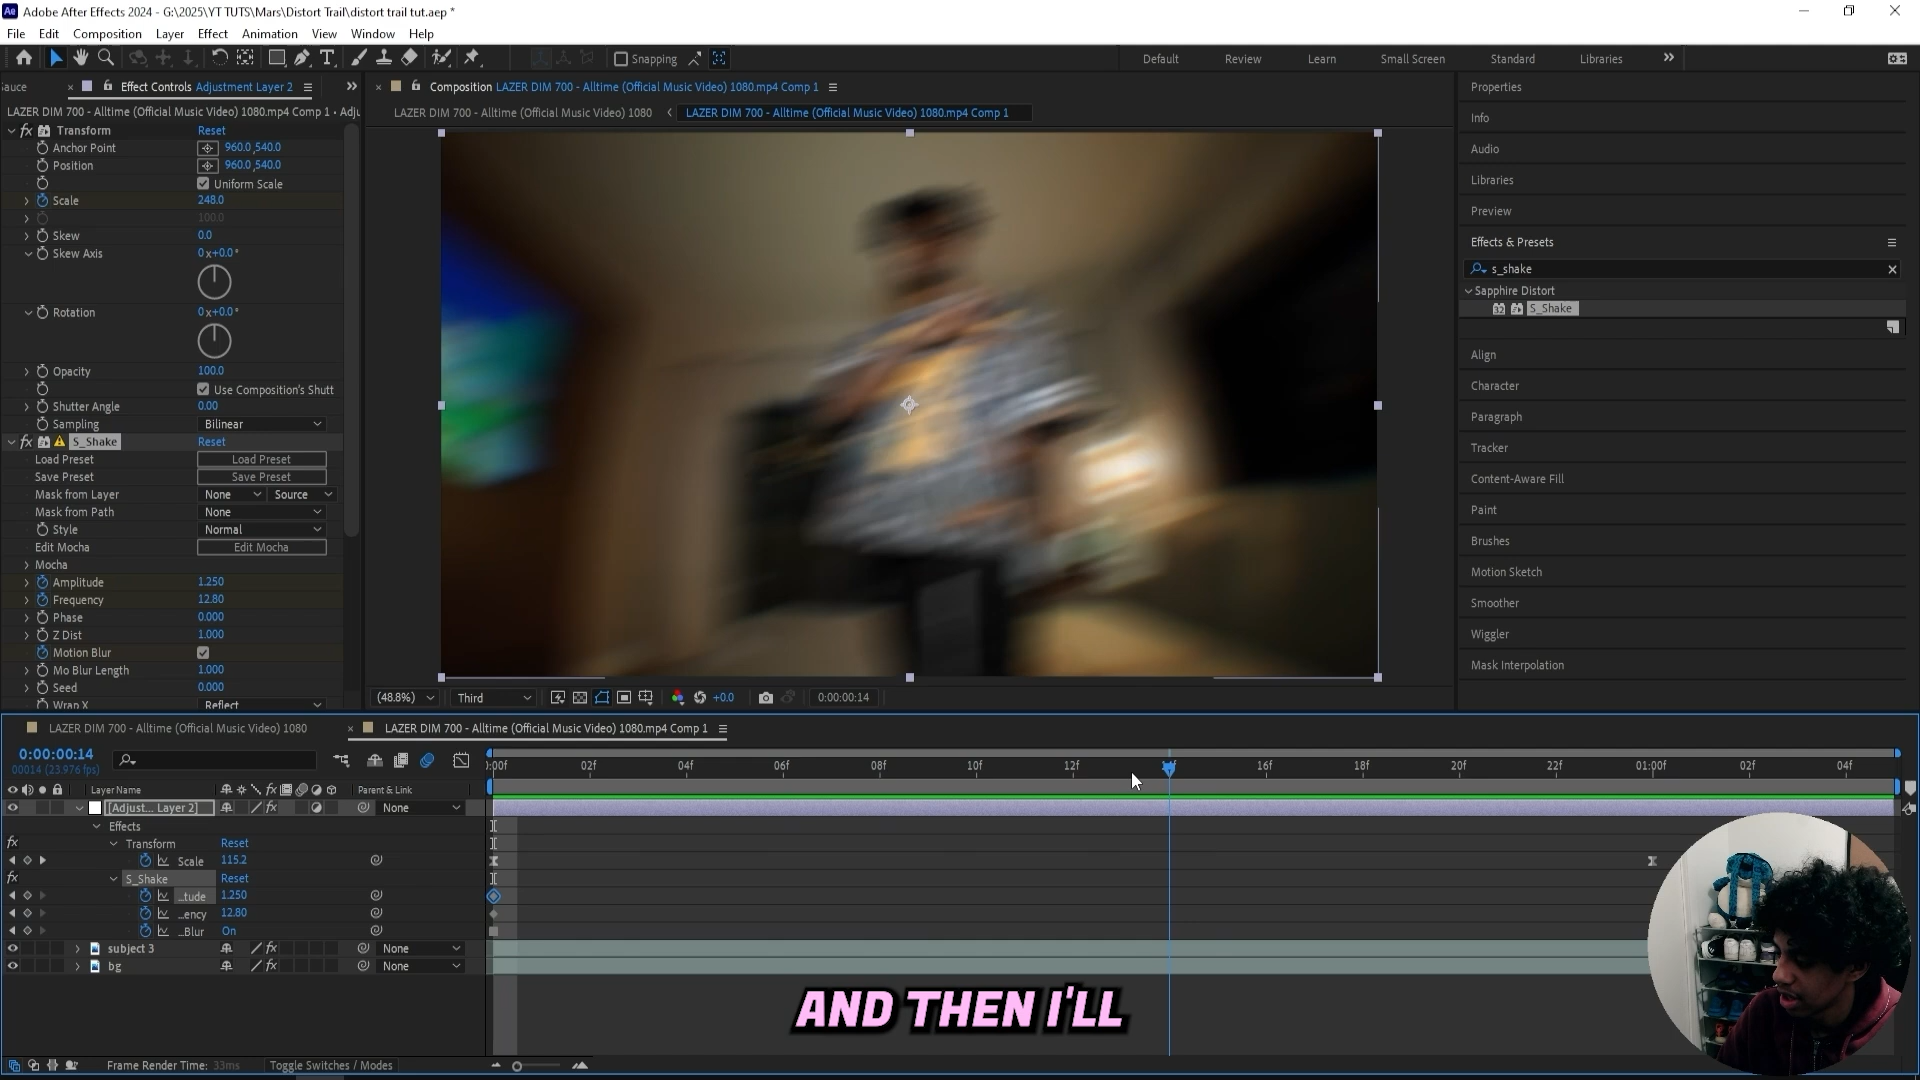 Adobe After Effects 2024 - G:\2025\YT TUTS\Mars\Distort Trail\distort trail tut.aep *
File Edit Composition Layer Effect Animation View Window Help
Snapping
Default Review Learn Small Screen Standard Libraries
Effect Controls Adjustment Layer 2
LAZER DIM 700 - Alltime (Official Music Video) 1080.mp4 Comp 1 • Adju
Transform Reset
Anchor Point 960.0,540.0
Position 960.0,540.0
Uniform Scale
Scale 248.0
100.0
Skew 0.0
Skew Axis 0x+0.0°
Rotation 0x+0.0°
Opacity 100.0
Use Composition's Shutt
Shutter Angle 0.00
Sampling Bilinear
S_Shake Reset
Load Preset Load Preset
Save Preset Save Preset
Mask from Layer None Source
Mask from Path None
Style Normal
Edit Mocha Edit Mocha
Mocha
Amplitude 1.250
Frequency 12.80
Phase 0.000
Z Dist 1.000
Motion Blur
Mo Blur Length 1.000
Seed 0.000
Wrap X Reflect
Composition LAZER DIM 700 - Alltime (Official Music Video) 1080.mp4 Comp 1
LAZER DIM 700 - Alltime (Official Music Video) 1080 LAZER DIM 700 - Alltime (Official Music Video) 1080.mp4 Comp 1
(48.8%) Third +0.0 0:00:00:14
Properties
Info
Audio
Libraries
Preview
Effects & Presets
s_shake
Sapphire Distort
32 S_Shake
Align
Character
Paragraph
Tracker
Content-Aware Fill
Paint
Brushes
Motion Sketch
Smoother
Wiggler
Mask Interpolation
LAZER DIM 700 - Alltime (Official Music Video) 1080 LAZER DIM 700 - Alltime (Official Music Video) 1080.mp4 Comp 1
0:00:00:14
00014 (23.976 fps)
:00f 02f 04f 06f 08f 10f 12f 16f 18f 20f 22f 01:00f 02f 04f
Layer Name Parent & Link
[Adjust... Layer 2] None
Effects
Transform Reset
Scale 115.2
S_Shake Reset
...tude 1.250
...ency 12.80
...Blur On
subject 3 None
bg None
AND THEN I'LL
Frame Render Time: 33ms Toggle Switches / Modes